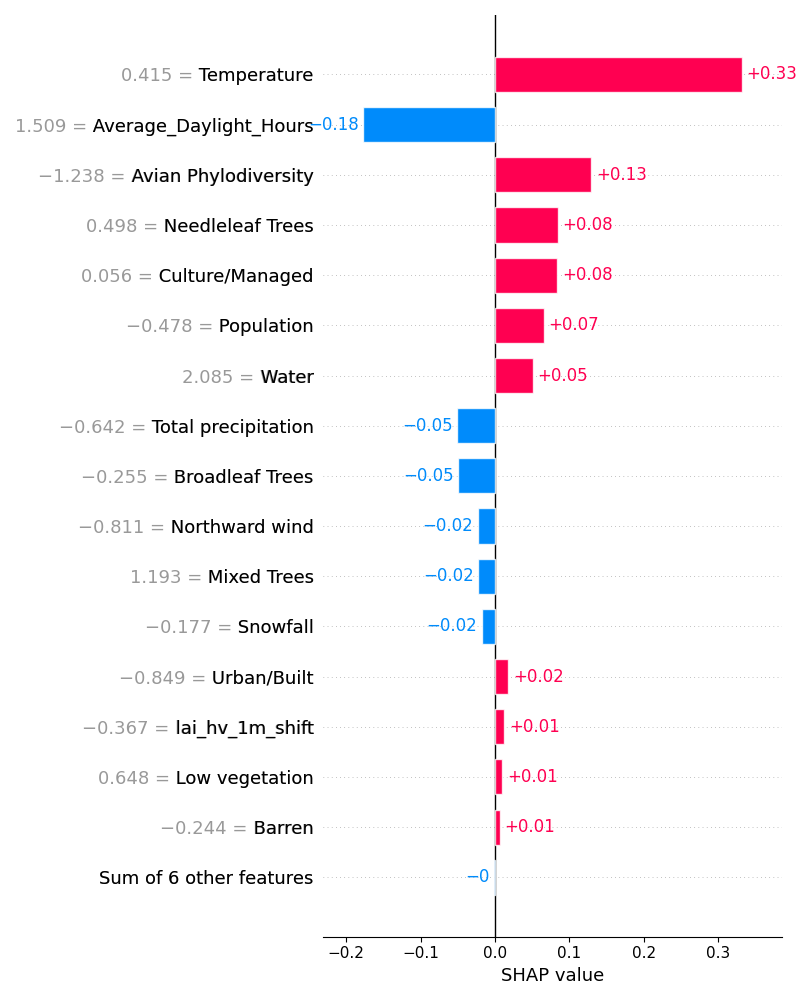 0.415 = Temperature +0.33
1.509 = Average_Daylight_Hours −0.18
−1.238 = Avian Phylodiversity +0.13
0.498 = Needleleaf Trees +0.08
0.056 = Culture/Managed +0.08
−0.478 = Population +0.07
2.085 = Water +0.05
−0.642 = Total precipitation −0.05
−0.255 = Broadleaf Trees −0.05
−0.811 = Northward wind −0.02
1.193 = Mixed Trees −0.02
−0.177 = Snowfall −0.02
−0.849 = Urban/Built +0.02
−0.367 = lai_hv_1m_shift +0.01
0.648 = Low vegetation +0.01
−0.244 = Barren +0.01
Sum of 6 other features −0
−0.2 −0.1 0.0 0.1 0.2 0.3
SHAP value